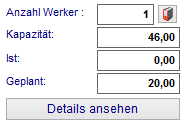 Anzahl Werker : 1
Kapazität: 46,00
Ist: 0,00
Geplant: 20,00
Details ansehen